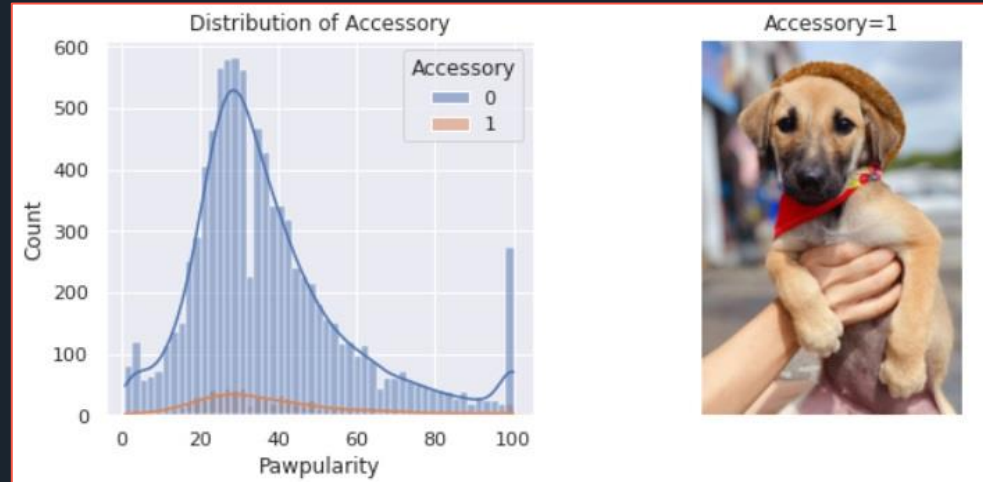 Distribution of Accessory
600
500
400
300
200
100
0
Count
0 20 40 60 80 100
Pawpularity
Accessory
0
1
Accessory=1